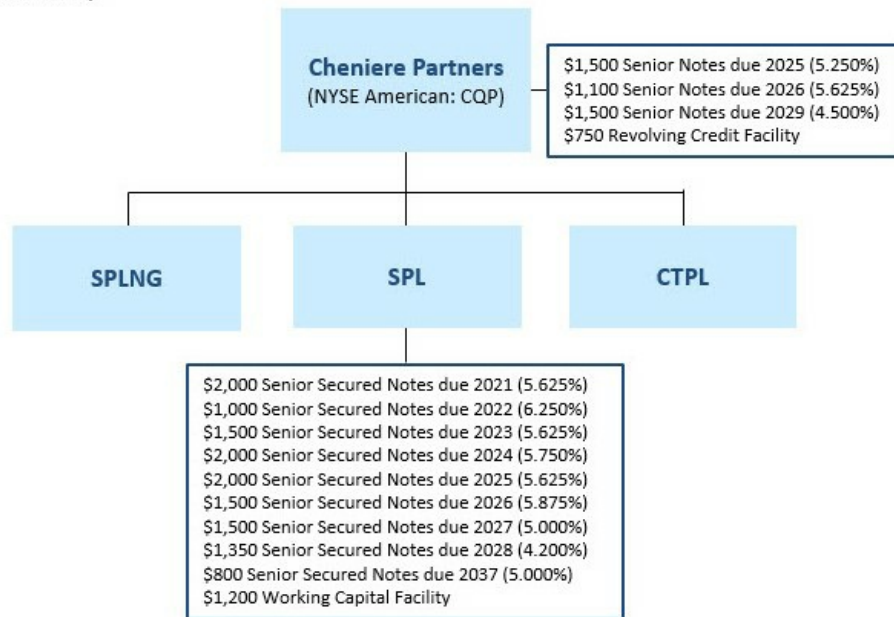 Cheniere Partners
(NYSE American: CQP)
$1,500 Senior Notes due 2025 (5.250%)
$1,100 Senior Notes due 2026 (5.625%)
$1,500 Senior Notes due 2029 (4.500%)
$750 Revolving Credit Facility
SPLNG
SPL
CTPL
$2,000 Senior Secured Notes due 2021 (5.625%)
$1,000 Senior Secured Notes due 2022 (6.250%)
$1,500 Senior Secured Notes due 2023 (5.625%)
$2,000 Senior Secured Notes due 2024 (5.750%)
$2,000 Senior Secured Notes due 2025 (5.625%)
$1,500 Senior Secured Notes due 2026 (5.875%)
$1,500 Senior Secured Notes due 2027 (5.000%)
$1,350 Senior Secured Notes due 2028 (4.200%)
$800 Senior Secured Notes due 2037 (5.000%)
$1,200 Working Capital Facility